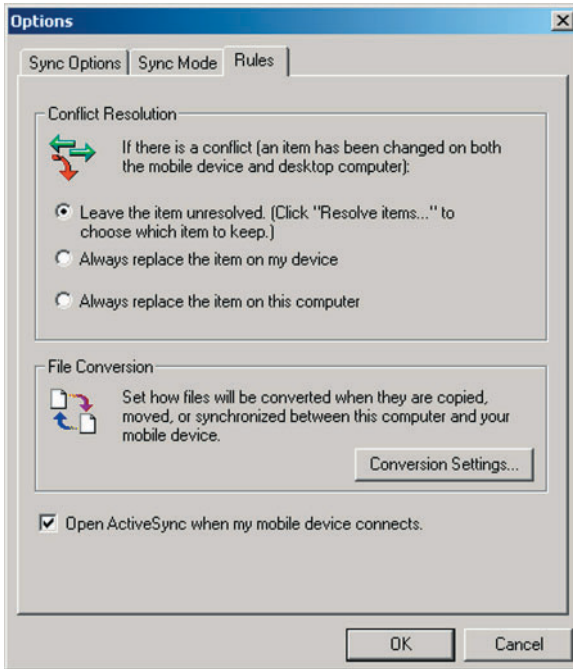 Options
Sync Options Sync Mode Rules
Conflict Resolution
If there is a conflict (an item has been changed on both
the mobile device and desktop computer):
Leave the item unresolved. (Click "Resolve items..." to
choose which item to keep.)
Always replace the item on my device
Always replace the item on this computer
File Conversion
Set how files will be converted when they are copied,
moved, or synchronized between this computer and your
mobile device.
Conversion Settings...
Open ActiveSync when my mobile device connects.
OK Cancel